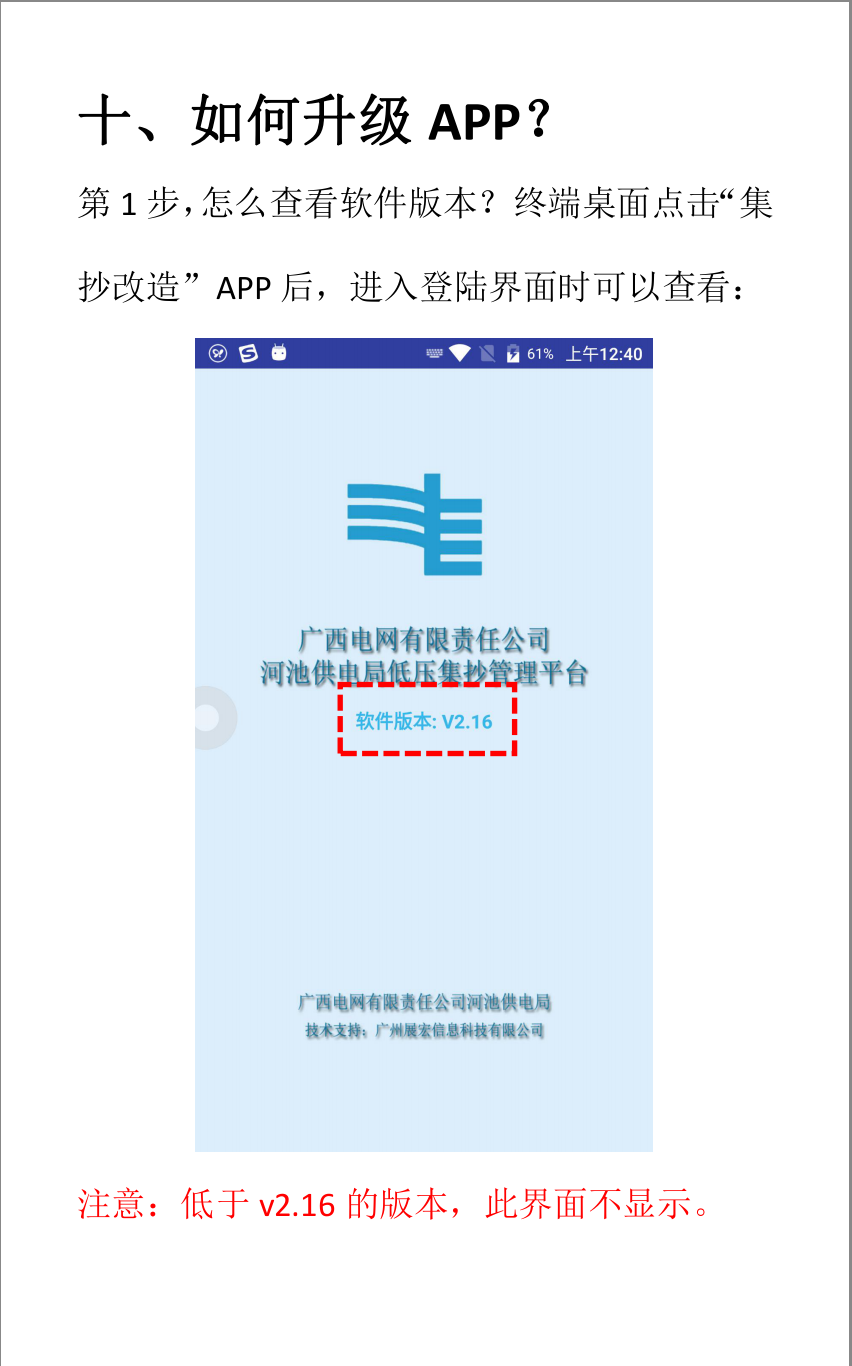 十、如何升级 APP？
第 1 步，怎么查看软件版本？终端桌面点击“集
抄改造”APP 后，进入登陆界面时可以查看：
61% 上午12:40
广西电网有限责任公司
河池供电局低压集抄管理平台
软件版本: V2.16
广西电网有限责任公司河池供电局
技术支持：广州展宏信息科技有限公司
注意：低于 v2.16 的版本，此界面不显示。